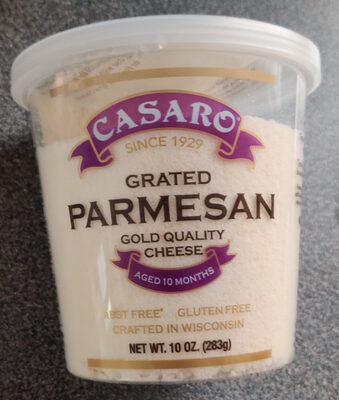 CASARO®
SINCE 1929
GRATED
PARMESAN
GOLD QUALITY
CHEESE
AGED 10 MONTHS
FREE* GLUTEN FREE
CRAFTED IN WISCONSIN
NET WT. 10 OZ. (283g)